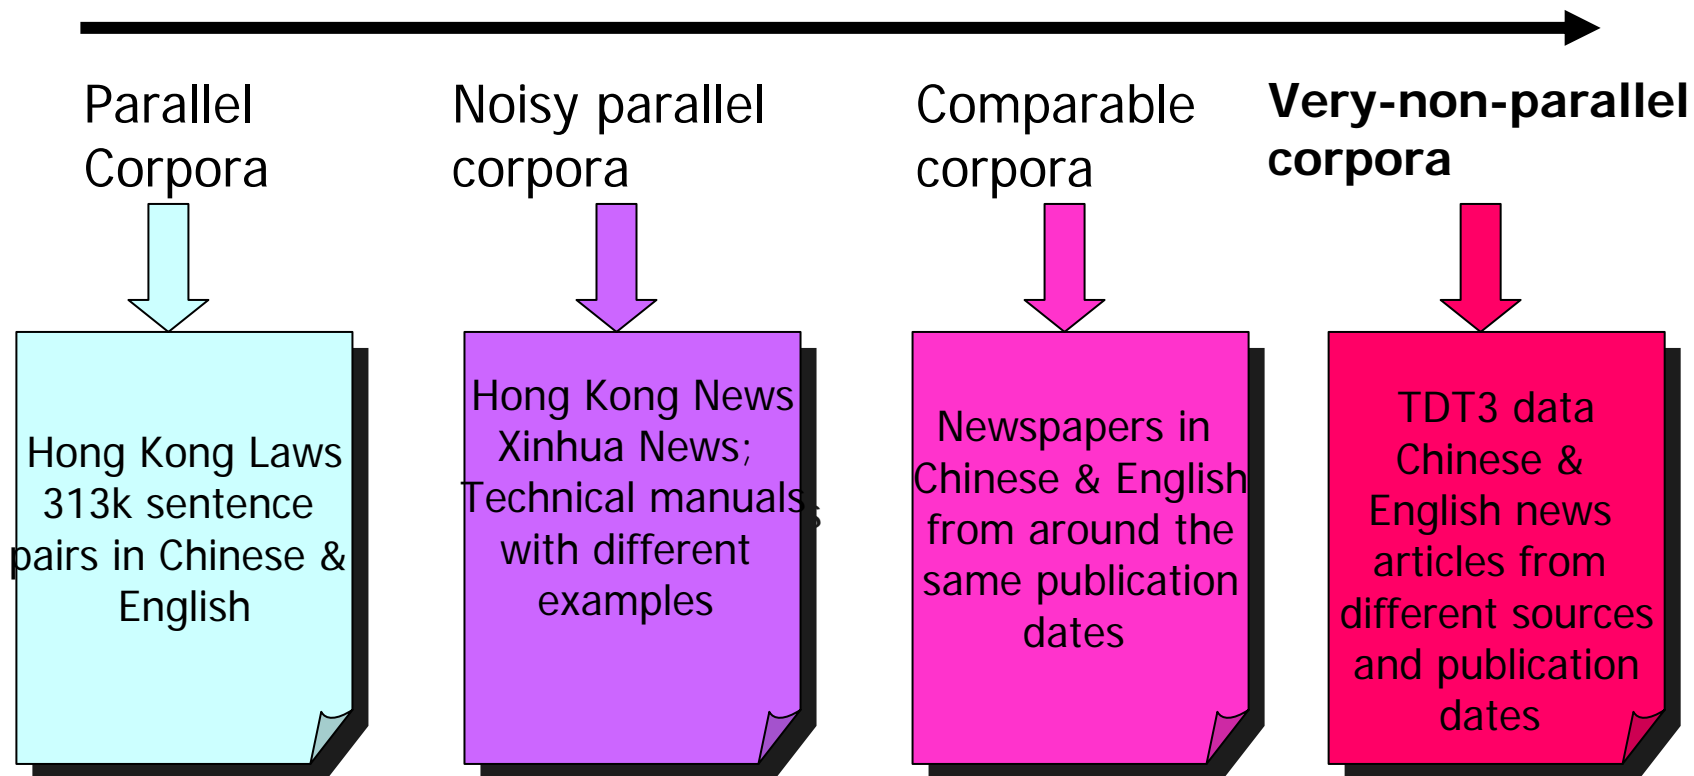 Parallel
Corpora
Noisy parallel
corpora
Comparable
corpora
Very-non-parallel
corpora
Hong Kong Laws
313k sentence
pairs in Chinese &
English
Hong Kong News
Xinhua News;
Technical manuals
with different
examples
Newspapers in
Chinese & English
from around the
same publication
dates
TDT3 data
Chinese &
English news
articles from
different sources
and publication
dates